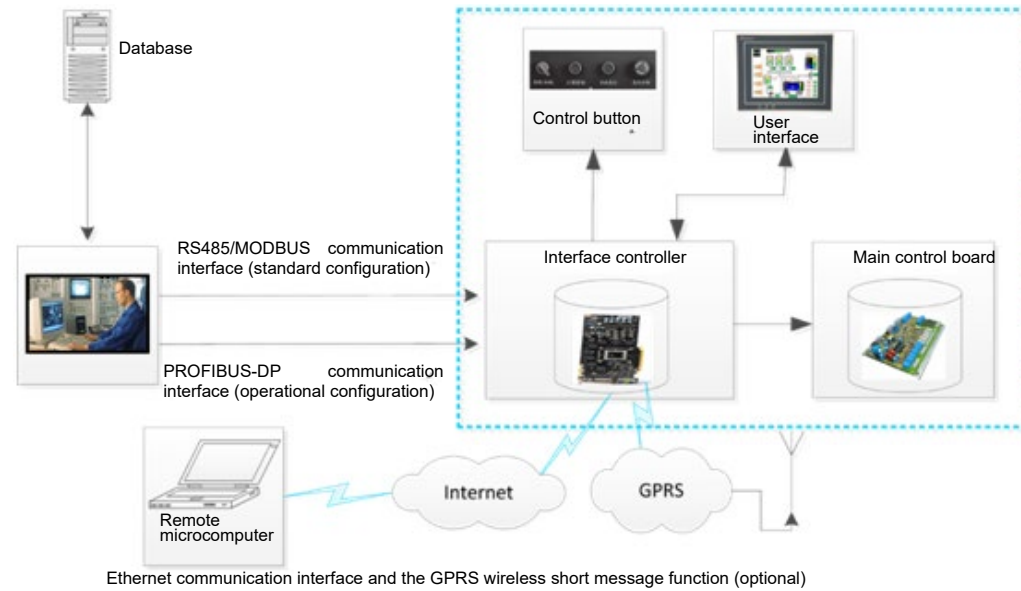 Database
Control button
User
interface
RS485/MODBUS communication
interface (standard configuration)
Interface controller
Main control board
PROFIBUS-DP communication
interface (operational configuration)
Internet
GPRS
Remote
microcomputer
Ethernet communication interface and the GPRS wireless short message function (optional)